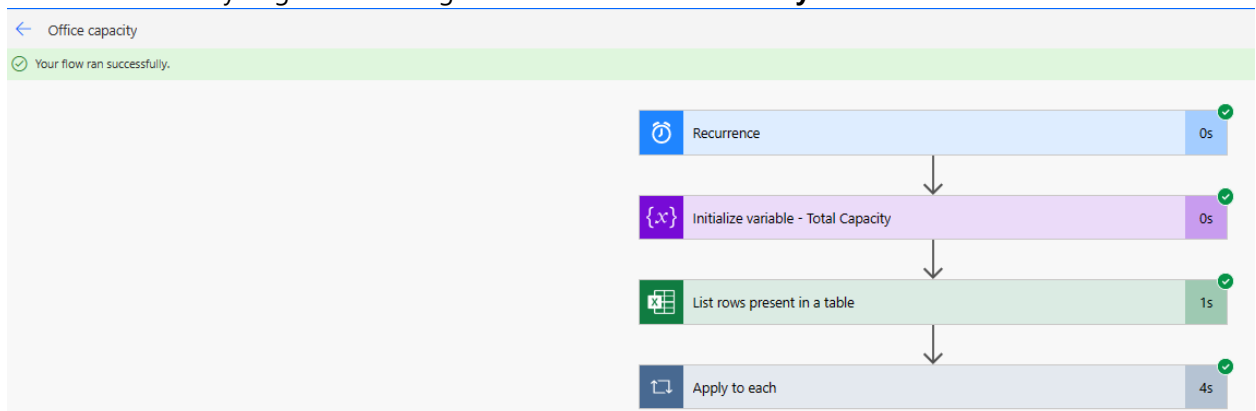 Office capacity
Your flow ran successfully.
Recurrence 0s
{x} Initialize variable - Total Capacity 0s
List rows present in a table 1s
Apply to each 4s